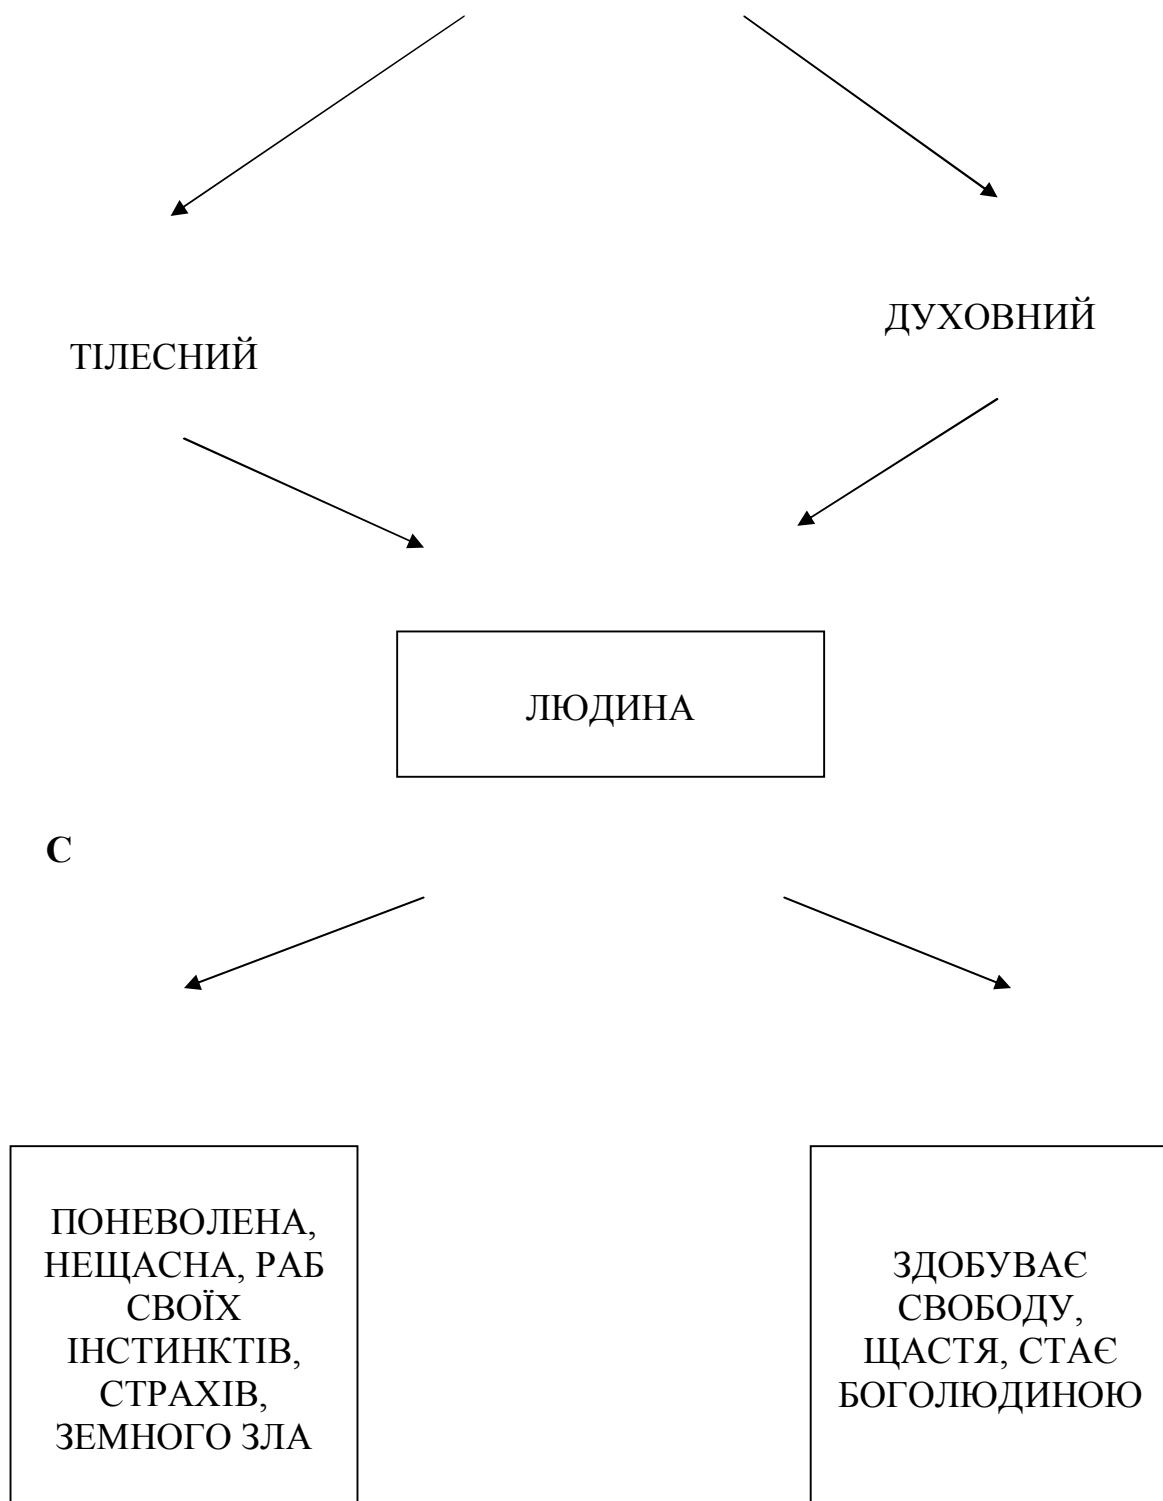 ДУХОВНИЙ
ТІЛЕСНИЙ
ЛЮДИНА
С
ПОНЕВОЛЕНА,
НЕЩАСНА, РАБ
СВОЇХ
ІНСТИНКТІВ,
СТРАХІВ,
ЗЕМНОГО ЗЛА
ЗДОБУВАЄ
СВОБОДУ,
ЩАСТЯ, СТАЄ
БОГОЛЮДИНОЮ